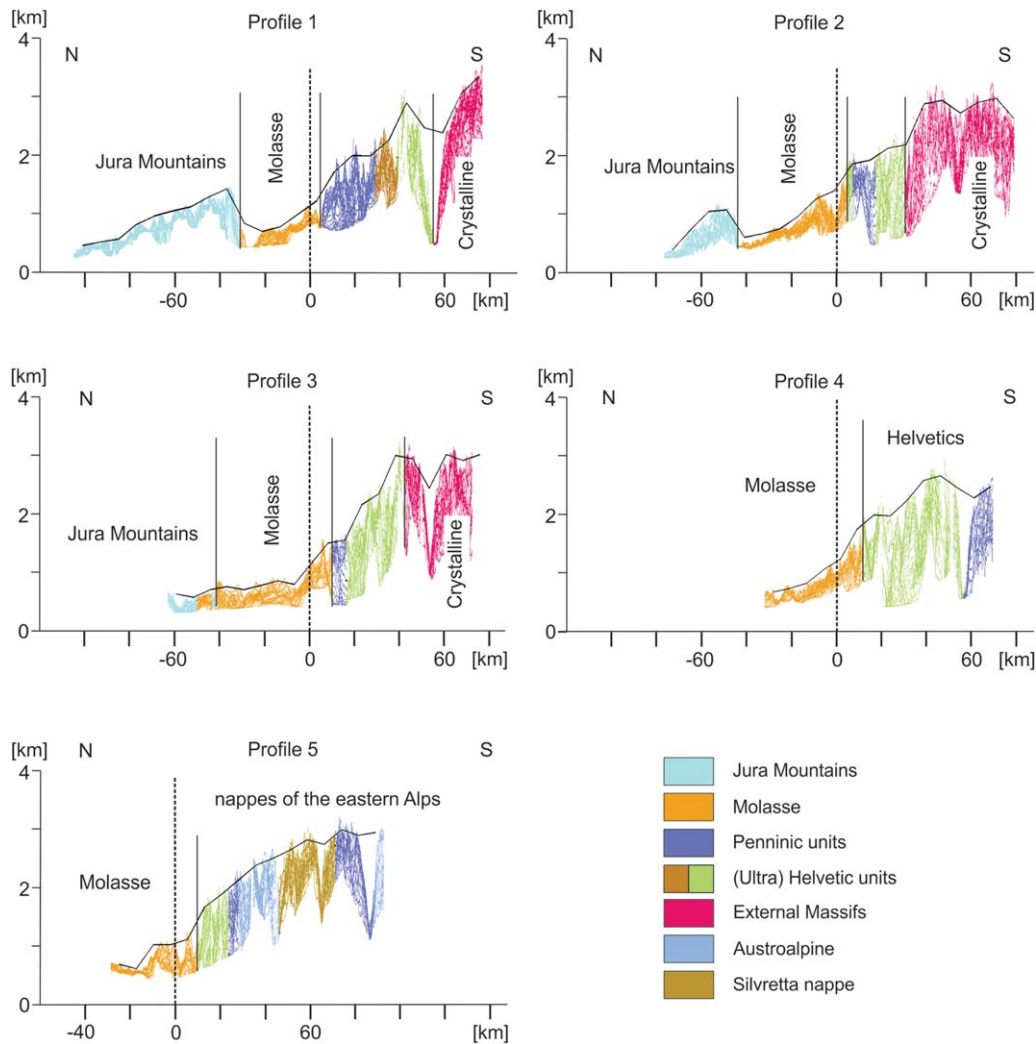 [km]
Profile 1
4
N
S
2
0
Jura Mountains
Molasse
Crystalline
-60
0
60
[km]
[km]
Profile 2
4
N
S
2
0
Jura Mountains
Molasse
Crystalline
-60
0
60
[km]
[km]
Profile 3
4
N
S
2
0
Jura Mountains
Molasse
Crystalline
-60
0
60
[km]
[km]
Profile 4
4
N
S
2
0
Molasse
Helvetics
-60
0
60
[km]
[km]
Profile 5
N
S
4
nappes of the eastern Alps
Molasse
2
0
-40
0
60
[km]
Jura Mountains
Molasse
Penninic units
(Ultra) Helvetic units
External Massifs
Austroalpine
Silvretta nappe